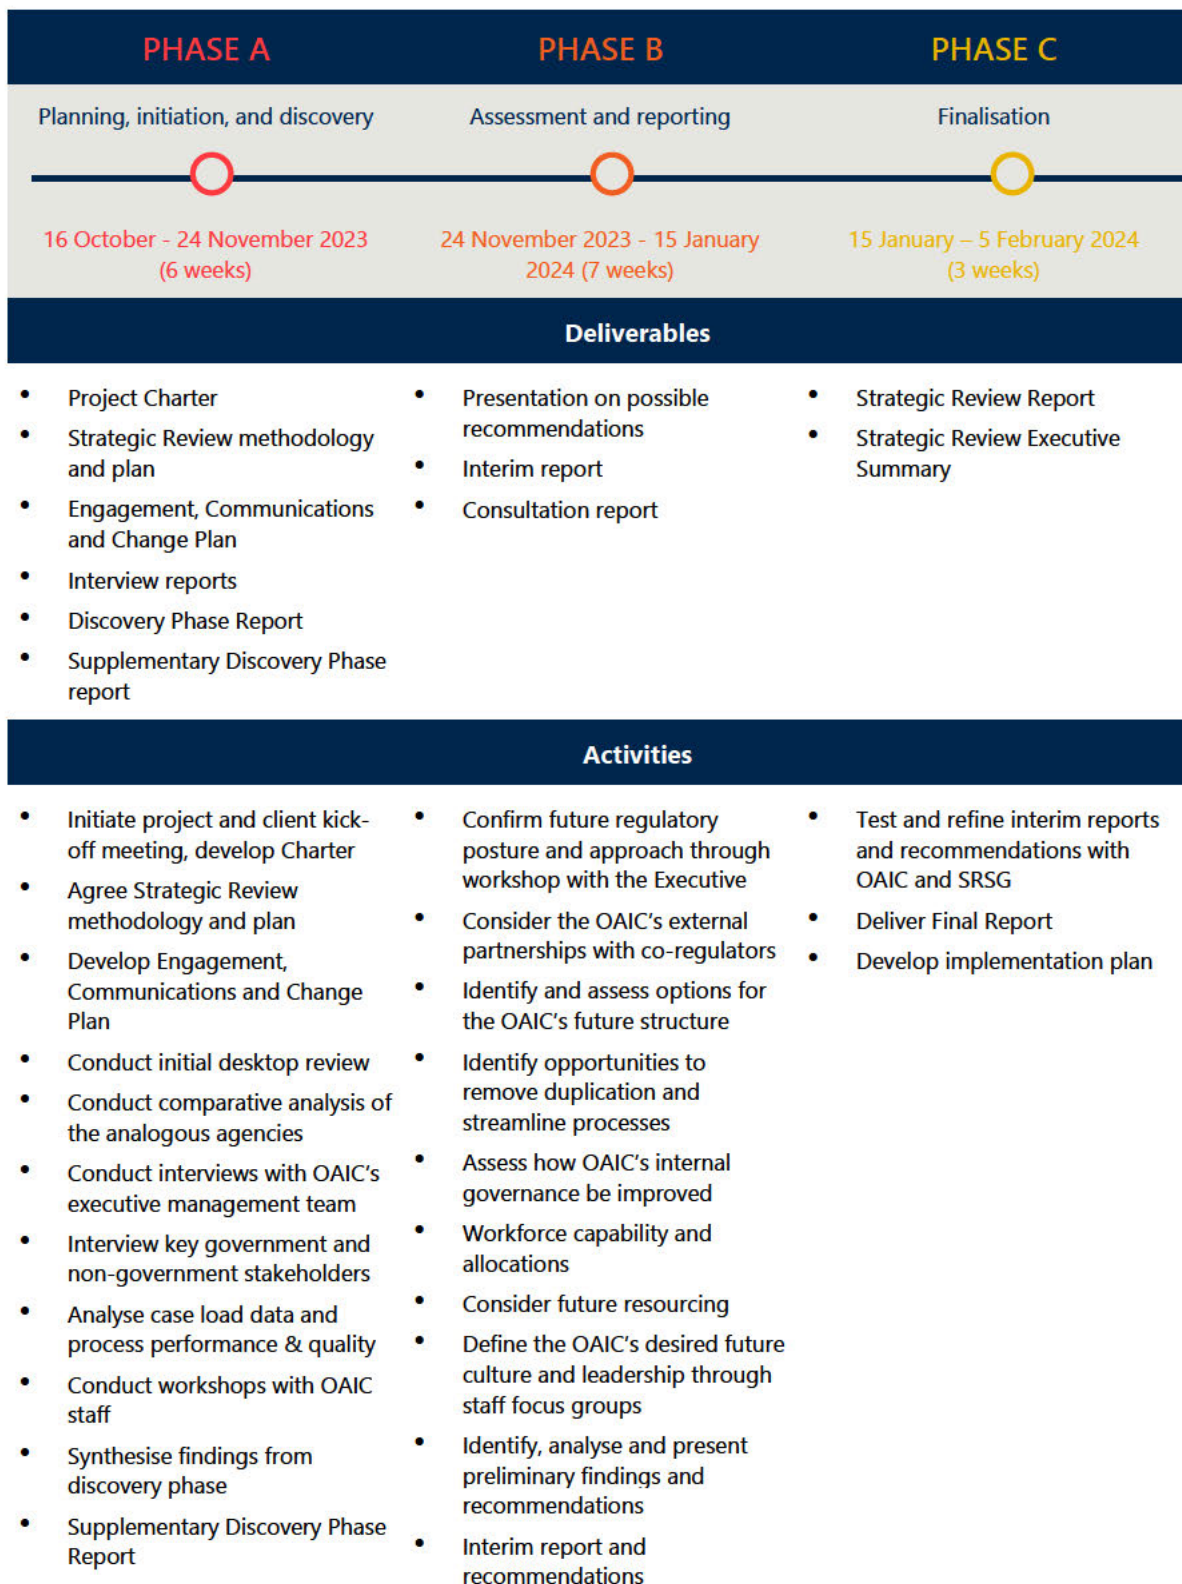 PHASE A
PHASE B
PHASE C
Planning, initiation, and discovery
Assessment and reporting
Finalisation
16 October - 24 November 2023
(6 weeks)
24 November 2023 - 15 January
2024 (7 weeks)
15 January – 5 February 2024
(3 weeks)
Deliverables
• Project Charter
• Strategic Review methodology
and plan
• Engagement, Communications
and Change Plan
• Interview reports
• Discovery Phase Report
• Supplementary Discovery Phase
report
• Presentation on possible
recommendations
• Interim report
• Consultation report
• Strategic Review Report
• Strategic Review Executive
Summary
Activities
• Initiate project and client kick-
off meeting, develop Charter
• Agree Strategic Review
methodology and plan
• Develop Engagement,
Communications and Change
Plan
• Conduct initial desktop review
• Conduct comparative analysis of
the analogous agencies
• Conduct interviews with OAIC’s
executive management team
• Interview key government and
non-government stakeholders
• Analyse case load data and
process performance & quality
• Conduct workshops with OAIC
staff
• Synthesise findings from
discovery phase
• Supplementary Discovery Phase
Report
• Confirm future regulatory
posture and approach through
workshop with the Executive
• Consider the OAIC’s external
partnerships with co-regulators
• Identify and assess options for
the OAIC’s future structure
• Identify opportunities to
remove duplication and
streamline processes
• Assess how OAIC’s internal
governance be improved
• Workforce capability and
allocations
• Consider future resourcing
• Define the OAIC’s desired future
culture and leadership through
staff focus groups
• Identify, analyse and present
preliminary findings and
recommendations
• Interim report and
recommendations
• Test and refine interim reports
and recommendations with
OAIC and SRSG
• Deliver Final Report
• Develop implementation plan